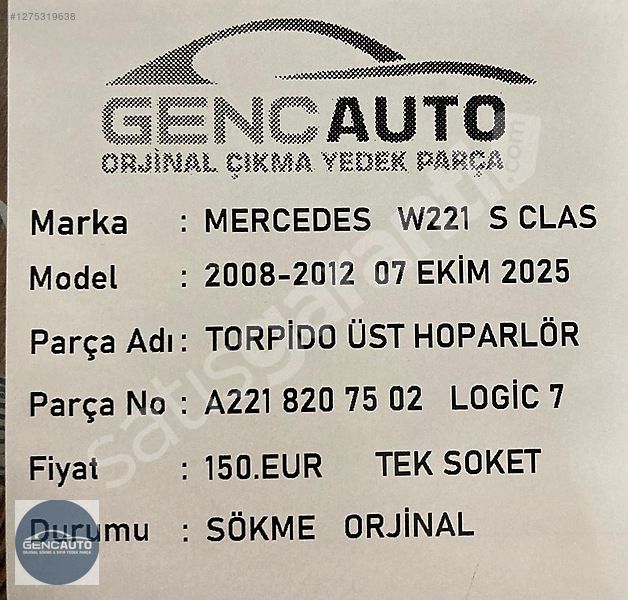 #1275319638
GENCAUTO
ORJİNAL ÇIKMA YEDEK PARÇA
Marka : MERCEDES W221 S CLAS
Model : 2008-2012 07 EKİM 2025
Parça Adı : TORPİDO ÜST HOPARLÖR
Parça No : A221 820 75 02 LOGİC 7
Fiyat : 150.EUR TEK SOKET
Durumu : SÖKME ORJİNAL
satisgaranti.com
GENCAUTO